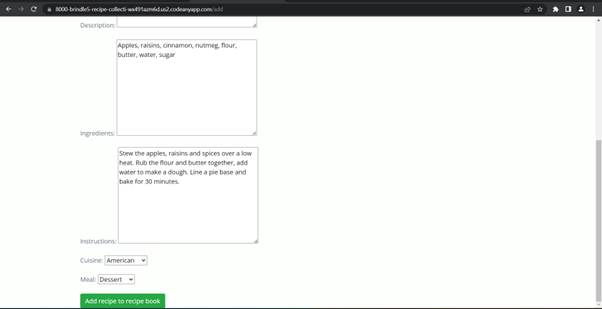 8000-brindle5-recipe-collecti-wa491azm6d.us2.codeanyapp.com/add
Description:
Apples, raisins, cinnamon, nutmeg, flour,
butter, water, sugar
Ingredients:
Stew the apples, raisins and spices over a low
heat. Rub the flour and butter together, add
water to make a dough. Line a pie base and
bake for 30 minutes.
Instructions:
Cuisine: American
Meal: Dessert
Add recipe to recipe book